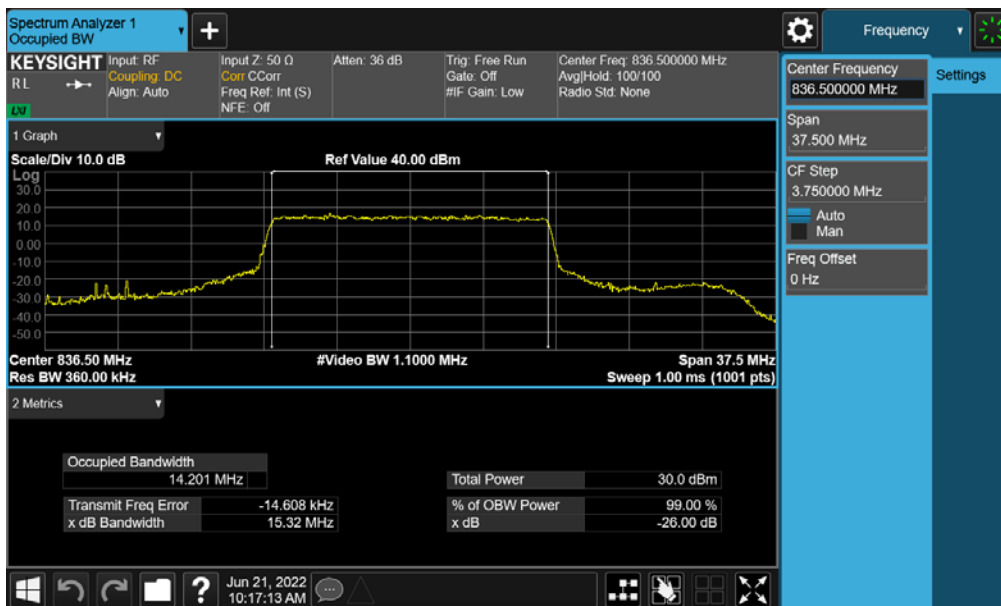 Spectrum Analyzer 1
Occupied BW
Frequency
KEYSIGHT
RL
LXI
Input: RF
Coupling: DC
Align: Auto
Input Z: 50 Ω
Corr CCorr
Freq Ref: Int (S)
NFE: Off
Atten: 36 dB
Trig: Free Run
Gate: Off
#IF Gain: Low
Center Freq: 836.500000 MHz
Avg|Hold: 100/100
Radio Std: None
Center Frequency
836.500000 MHz
Settings
Span
37.500 MHz
CF Step
3.750000 MHz
Auto
Man
Freq Offset
0 Hz
1 Graph
Scale/Div 10.0 dB
Ref Value 40.00 dBm
Log
30.0
20.0
10.0
0.00
-10.0
-20.0
-30.0
-40.0
-50.0
Center 836.50 MHz
#Video BW 1.1000 MHz
Span 37.5 MHz
Res BW 360.00 kHz
Sweep 1.00 ms (1001 pts)
2 Metrics
Occupied Bandwidth
14.201 MHz
Total Power 30.0 dBm
Transmit Freq Error -14.608 kHz
% of OBW Power 99.00 %
x dB Bandwidth 15.32 MHz
x dB -26.00 dB
?
Jun 21, 2022
10:17:13 AM